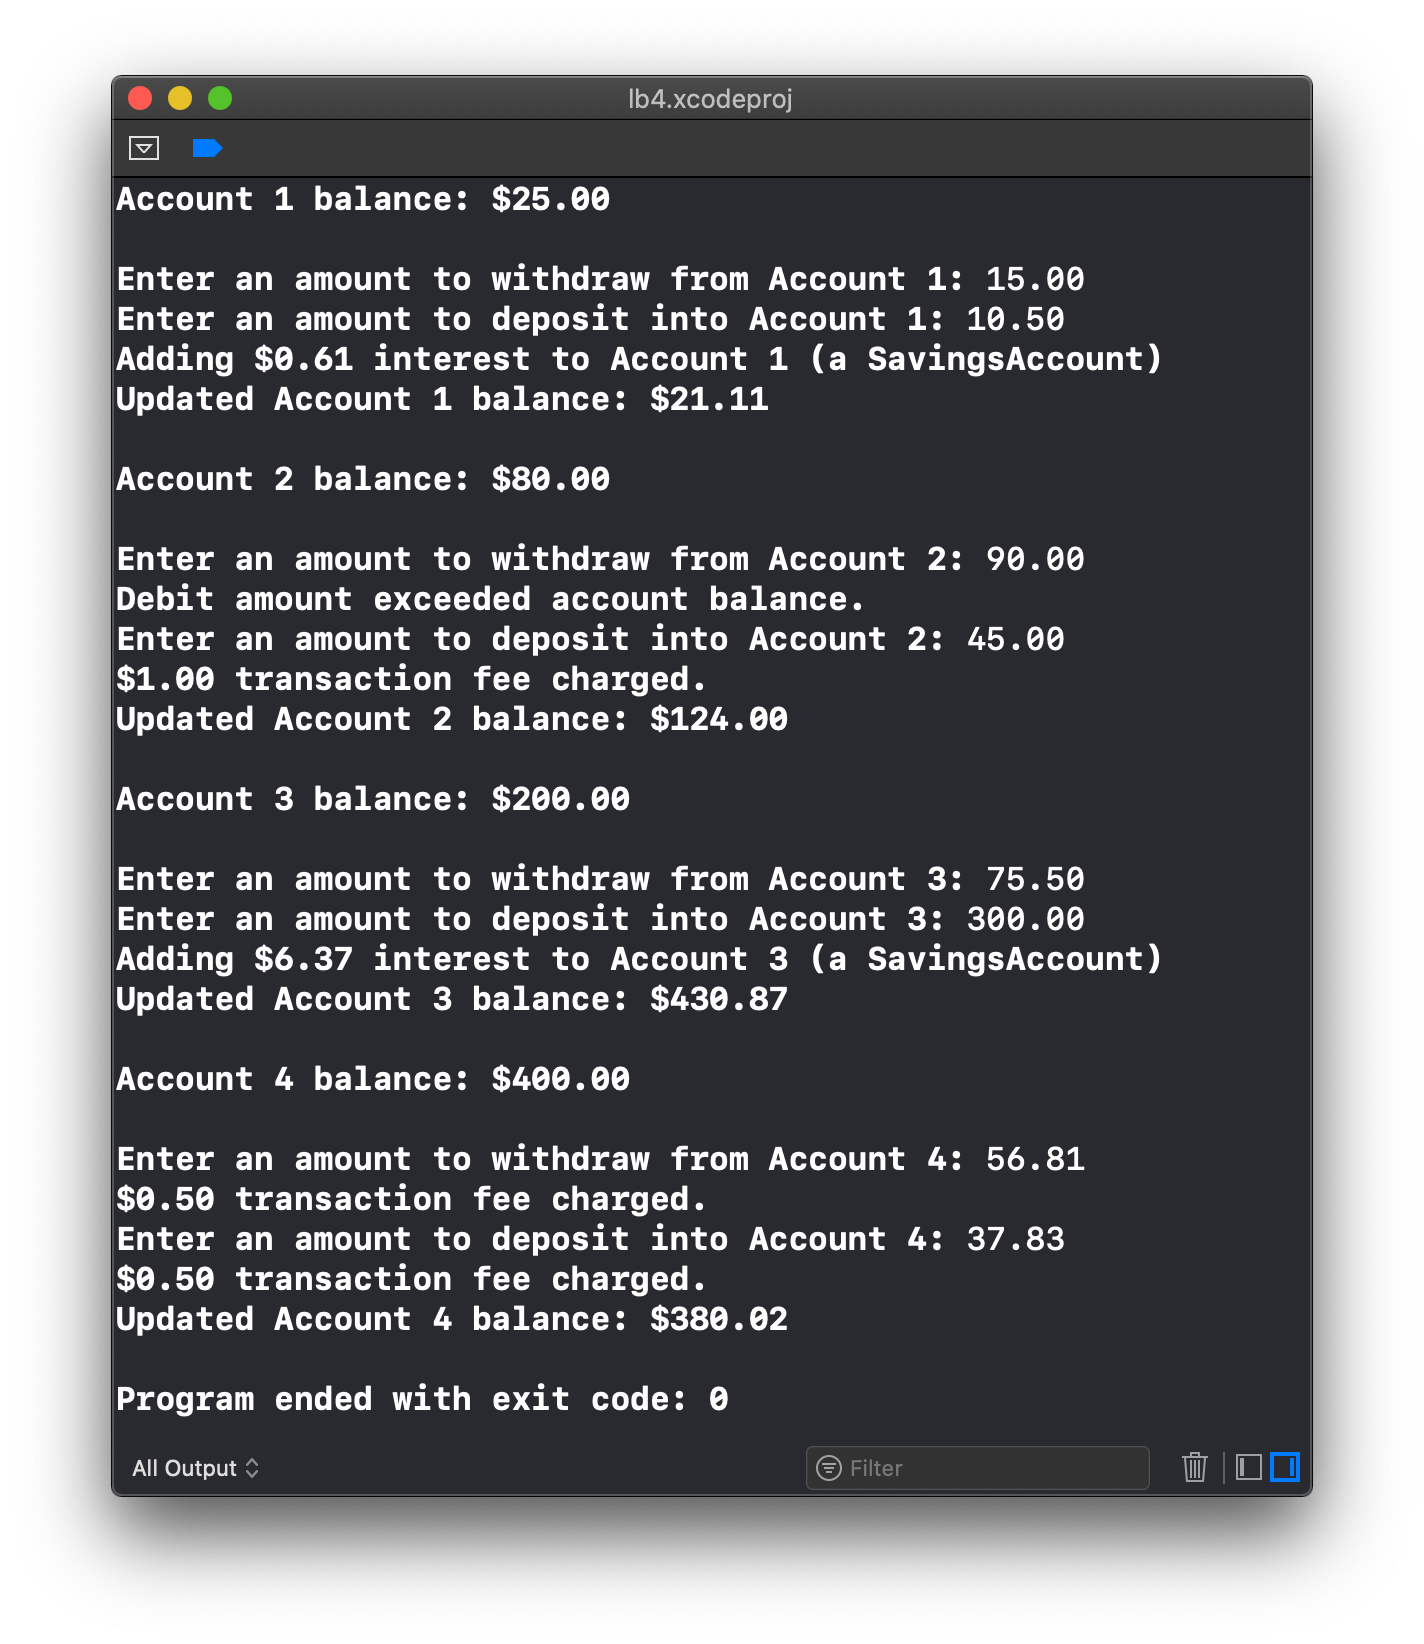 lb4.xcodeproj
Account 1 balance: $25.00
Enter an amount to withdraw from Account 1: 15.00
Enter an amount to deposit into Account 1: 10.50
Adding $0.61 interest to Account 1 (a SavingsAccount)
Updated Account 1 balance: $21.11
Account 2 balance: $80.00
Enter an amount to withdraw from Account 2: 90.00
Debit amount exceeded account balance.
Enter an amount to deposit into Account 2: 45.00
$1.00 transaction fee charged.
Updated Account 2 balance: $124.00
Account 3 balance: $200.00
Enter an amount to withdraw from Account 3: 75.50
Enter an amount to deposit into Account 3: 300.00
Adding $6.37 interest to Account 3 (a SavingsAccount)
Updated Account 3 balance: $430.87
Account 4 balance: $400.00
Enter an amount to withdraw from Account 4: 56.81
$0.50 transaction fee charged.
Enter an amount to deposit into Account 4: 37.83
$0.50 transaction fee charged.
Updated Account 4 balance: $380.02
Program ended with exit code: 0
All Output Filter